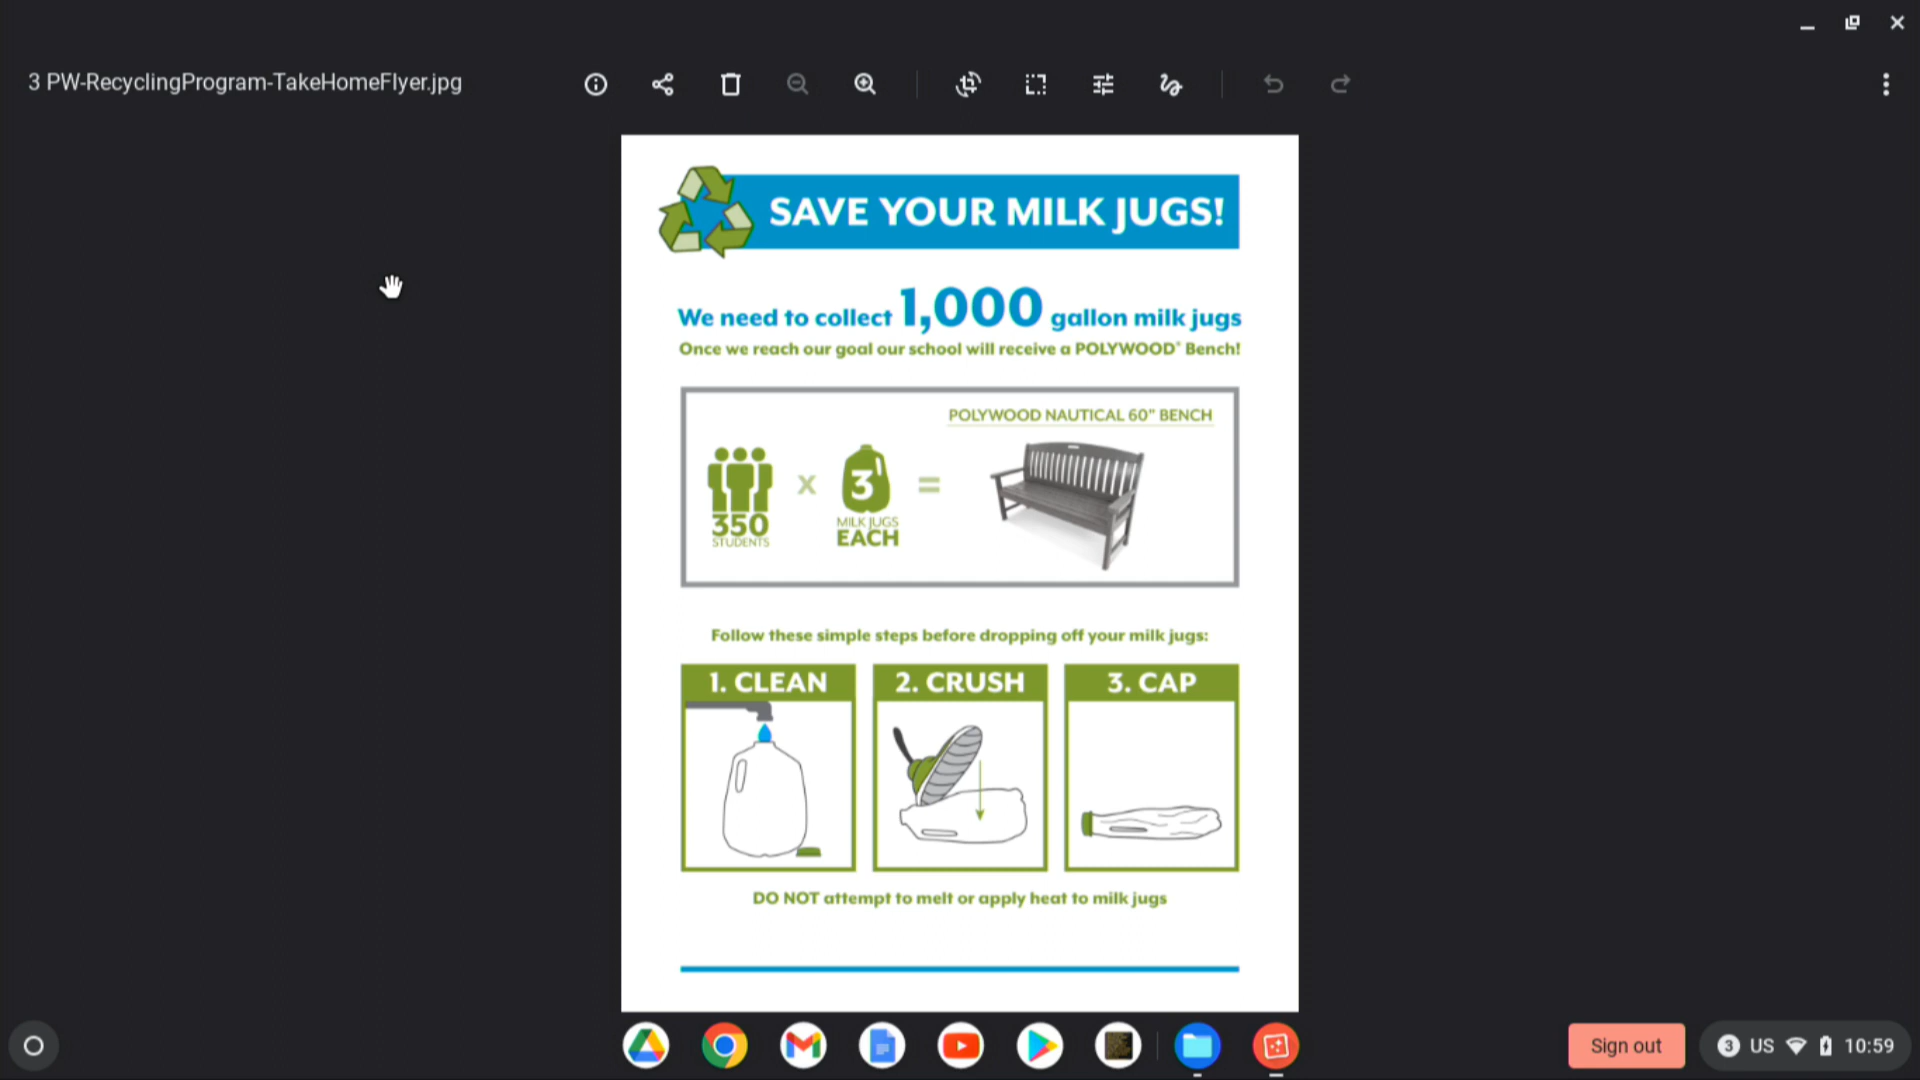 3 PW-RecyclingProgram-TakeHomeFlyer.jpg
SAVE YOUR MILK JUGS!
We need to collect 1,000 gallon milk jugs
Once we reach our goal our school will receive a POLYWOOD® Bench!
POLYWOOD NAUTICAL 60" BENCH
350
STUDENTS
x
3
MILK JUGS
EACH
=
Follow these simple steps before dropping off your milk jugs:
1. CLEAN
2. CRUSH
3. CAP
DO NOT attempt to melt or apply heat to milk jugs
Sign out
3 US 10:59